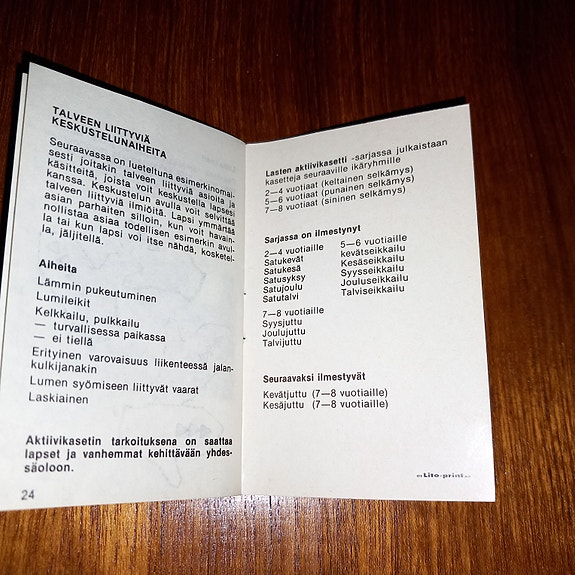 TALVEEN LIITTYVIÄ
KESKUSTELUNAIHEITA
Seuraavassa on lueteltuna esimerkinomai-
sesti joitakin talveen liittyviä asioita ja
käsitteitä, joista voit keskustella lapsesi
kanssa. Keskustelun avulla voit selvittää
talveen liittyviä ilmiöitä. Lapsi ymmärtää
asian parhaiten silloin, kun voit havain-
nollistaa asiaa todellisen esimerkin avul-
la tai kun lapsi voi itse nähdä, kosketel-
la, jäljitellä.
Aiheita
Lämmin pukeutuminen
Lumileikit
Kelkkailu, pulkkailu
— turvallisessa paikassa
— ei tiellä
Erityinen varovaisuus liikenteessä jalan-
kulkijanakin
Lumen syömiseen liittyvät vaarat
Laskiainen
Aktiivikasetin tarkoituksena on saattaa
lapset ja vanhemmat kehittävään yhdes-
säoloon.
24
Lasten aktiivikasetti -sarjassa julkaistaan
kasetteja seuraaville ikäryhmille
2—4 vuotiaat (keltainen selkämys)
5—6 vuotiaat (punainen selkämys)
7—8 vuotiaat (sininen selkämys)
Sarjassa on ilmestynyt
2—4 vuotiaille
Satukevät
Satukesä
Satusyksy
Satujoulu
Satutalvi
5—6 vuotiaille
kevätseikkailu
Kesäseikkailu
Syysseikkailu
Jouluseikkailu
Talviseikkailu
7—8 vuotiaille
Syysjuttu
Joulujuttu
Talvijuttu
Seuraavaksi ilmestyvät
Kevätjuttu (7—8 vuotiaille)
Kesäjuttu (7—8 vuotiaille)
Lito-print